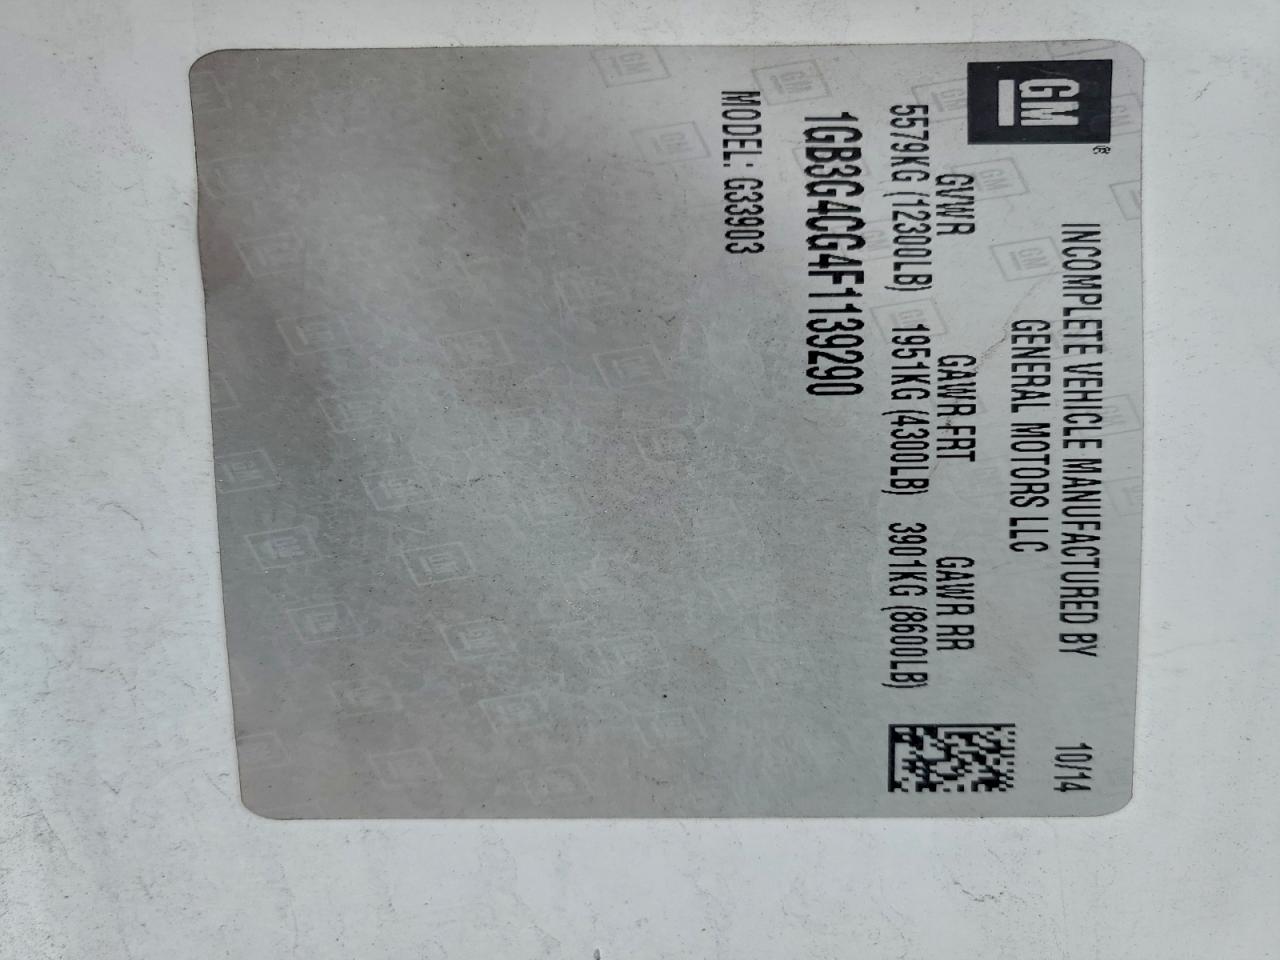 GM®
INCOMPLETE VEHICLE MANUFACTURED BY 10/14
GENERAL MOTORS LLC
GVWR GAWR FRT GAWR RR
5579KG (12300LB) 1951KG (4300LB) 3901KG (8600LB)
1GB3G4CG4F1139290
MODEL: G33903